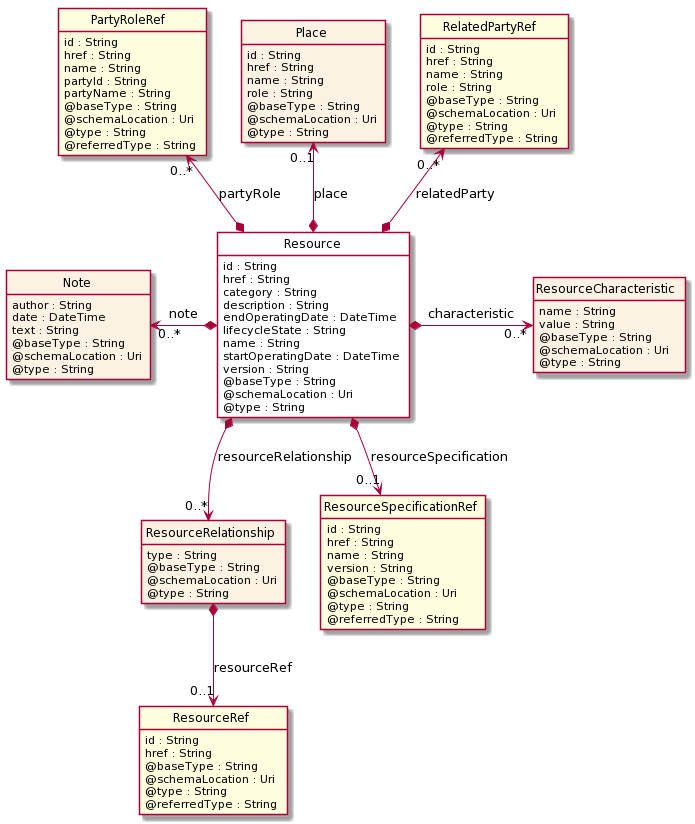 PartyRoleRef
id : String
href : String
name : String
partyId : String
partyName : String
@baseType : String
@schemaLocation : Uri
@type : String
@referredType : String
Place
id : String
href : String
name : String
role : String
@baseType : String
@schemaLocation : Uri
@type : String
RelatedPartyRef
id : String
href : String
name : String
role : String
@baseType : String
@schemaLocation : Uri
@type : String
@referredType : String
0..*
0..1
0..*
partyRole
place
relatedParty
Note
author : String
date : DateTime
text : String
@baseType : String
@schemaLocation : Uri
@type : String
note
0..*
Resource
id : String
href : String
category : String
description : String
endOperatingDate : DateTime
lifecycleState : String
name : String
startOperatingDate : DateTime
version : String
@baseType : String
@schemaLocation : Uri
@type : String
characteristic
0..*
ResourceCharacteristic
name : String
value : String
@baseType : String
@schemaLocation : Uri
@type : String
resourceRelationship
resourceSpecification
0..*
0..1
ResourceRelationship
type : String
@baseType : String
@schemaLocation : Uri
@type : String
ResourceSpecificationRef
id : String
href : String
name : String
version : String
@baseType : String
@schemaLocation : Uri
@type : String
@referredType : String
resourceRef
0..1
ResourceRef
id : String
href : String
@baseType : String
@schemaLocation : Uri
@type : String
@referredType : String